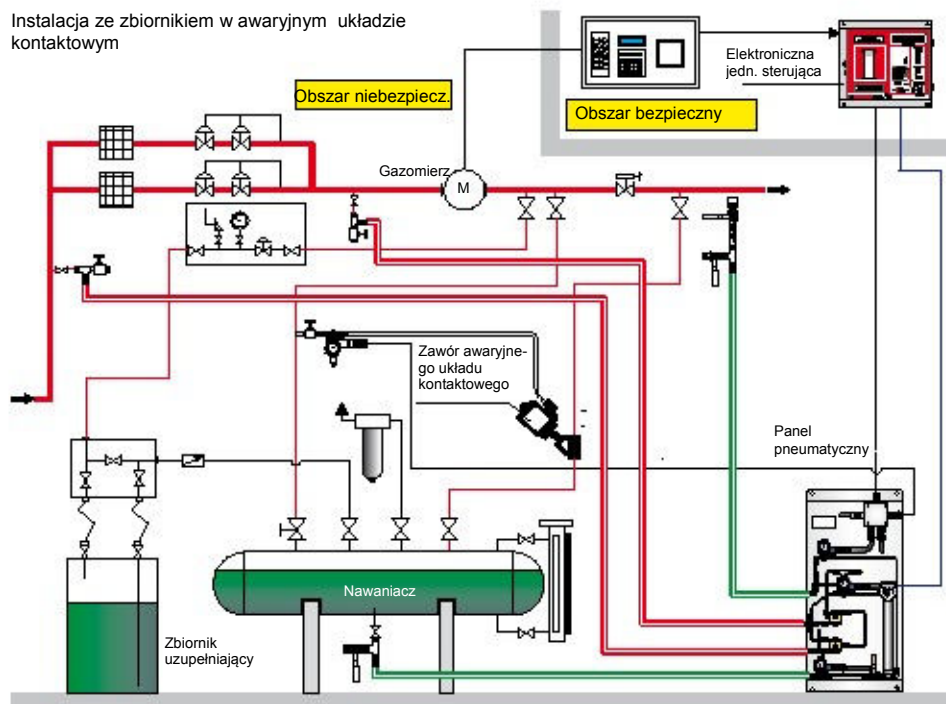 Instalacja ze zbiornikiem w awaryjnym układzie
kontaktowym
Elektroniczna
jedn. sterująca
Obszar niebezpiecz.
Obszar bezpieczny
Gazomierz
M
Zawór awaryjne-
go układu
kontaktowego
Panel
pneumatyczny
Nawaniacz
Zbiornik
uzupełniający